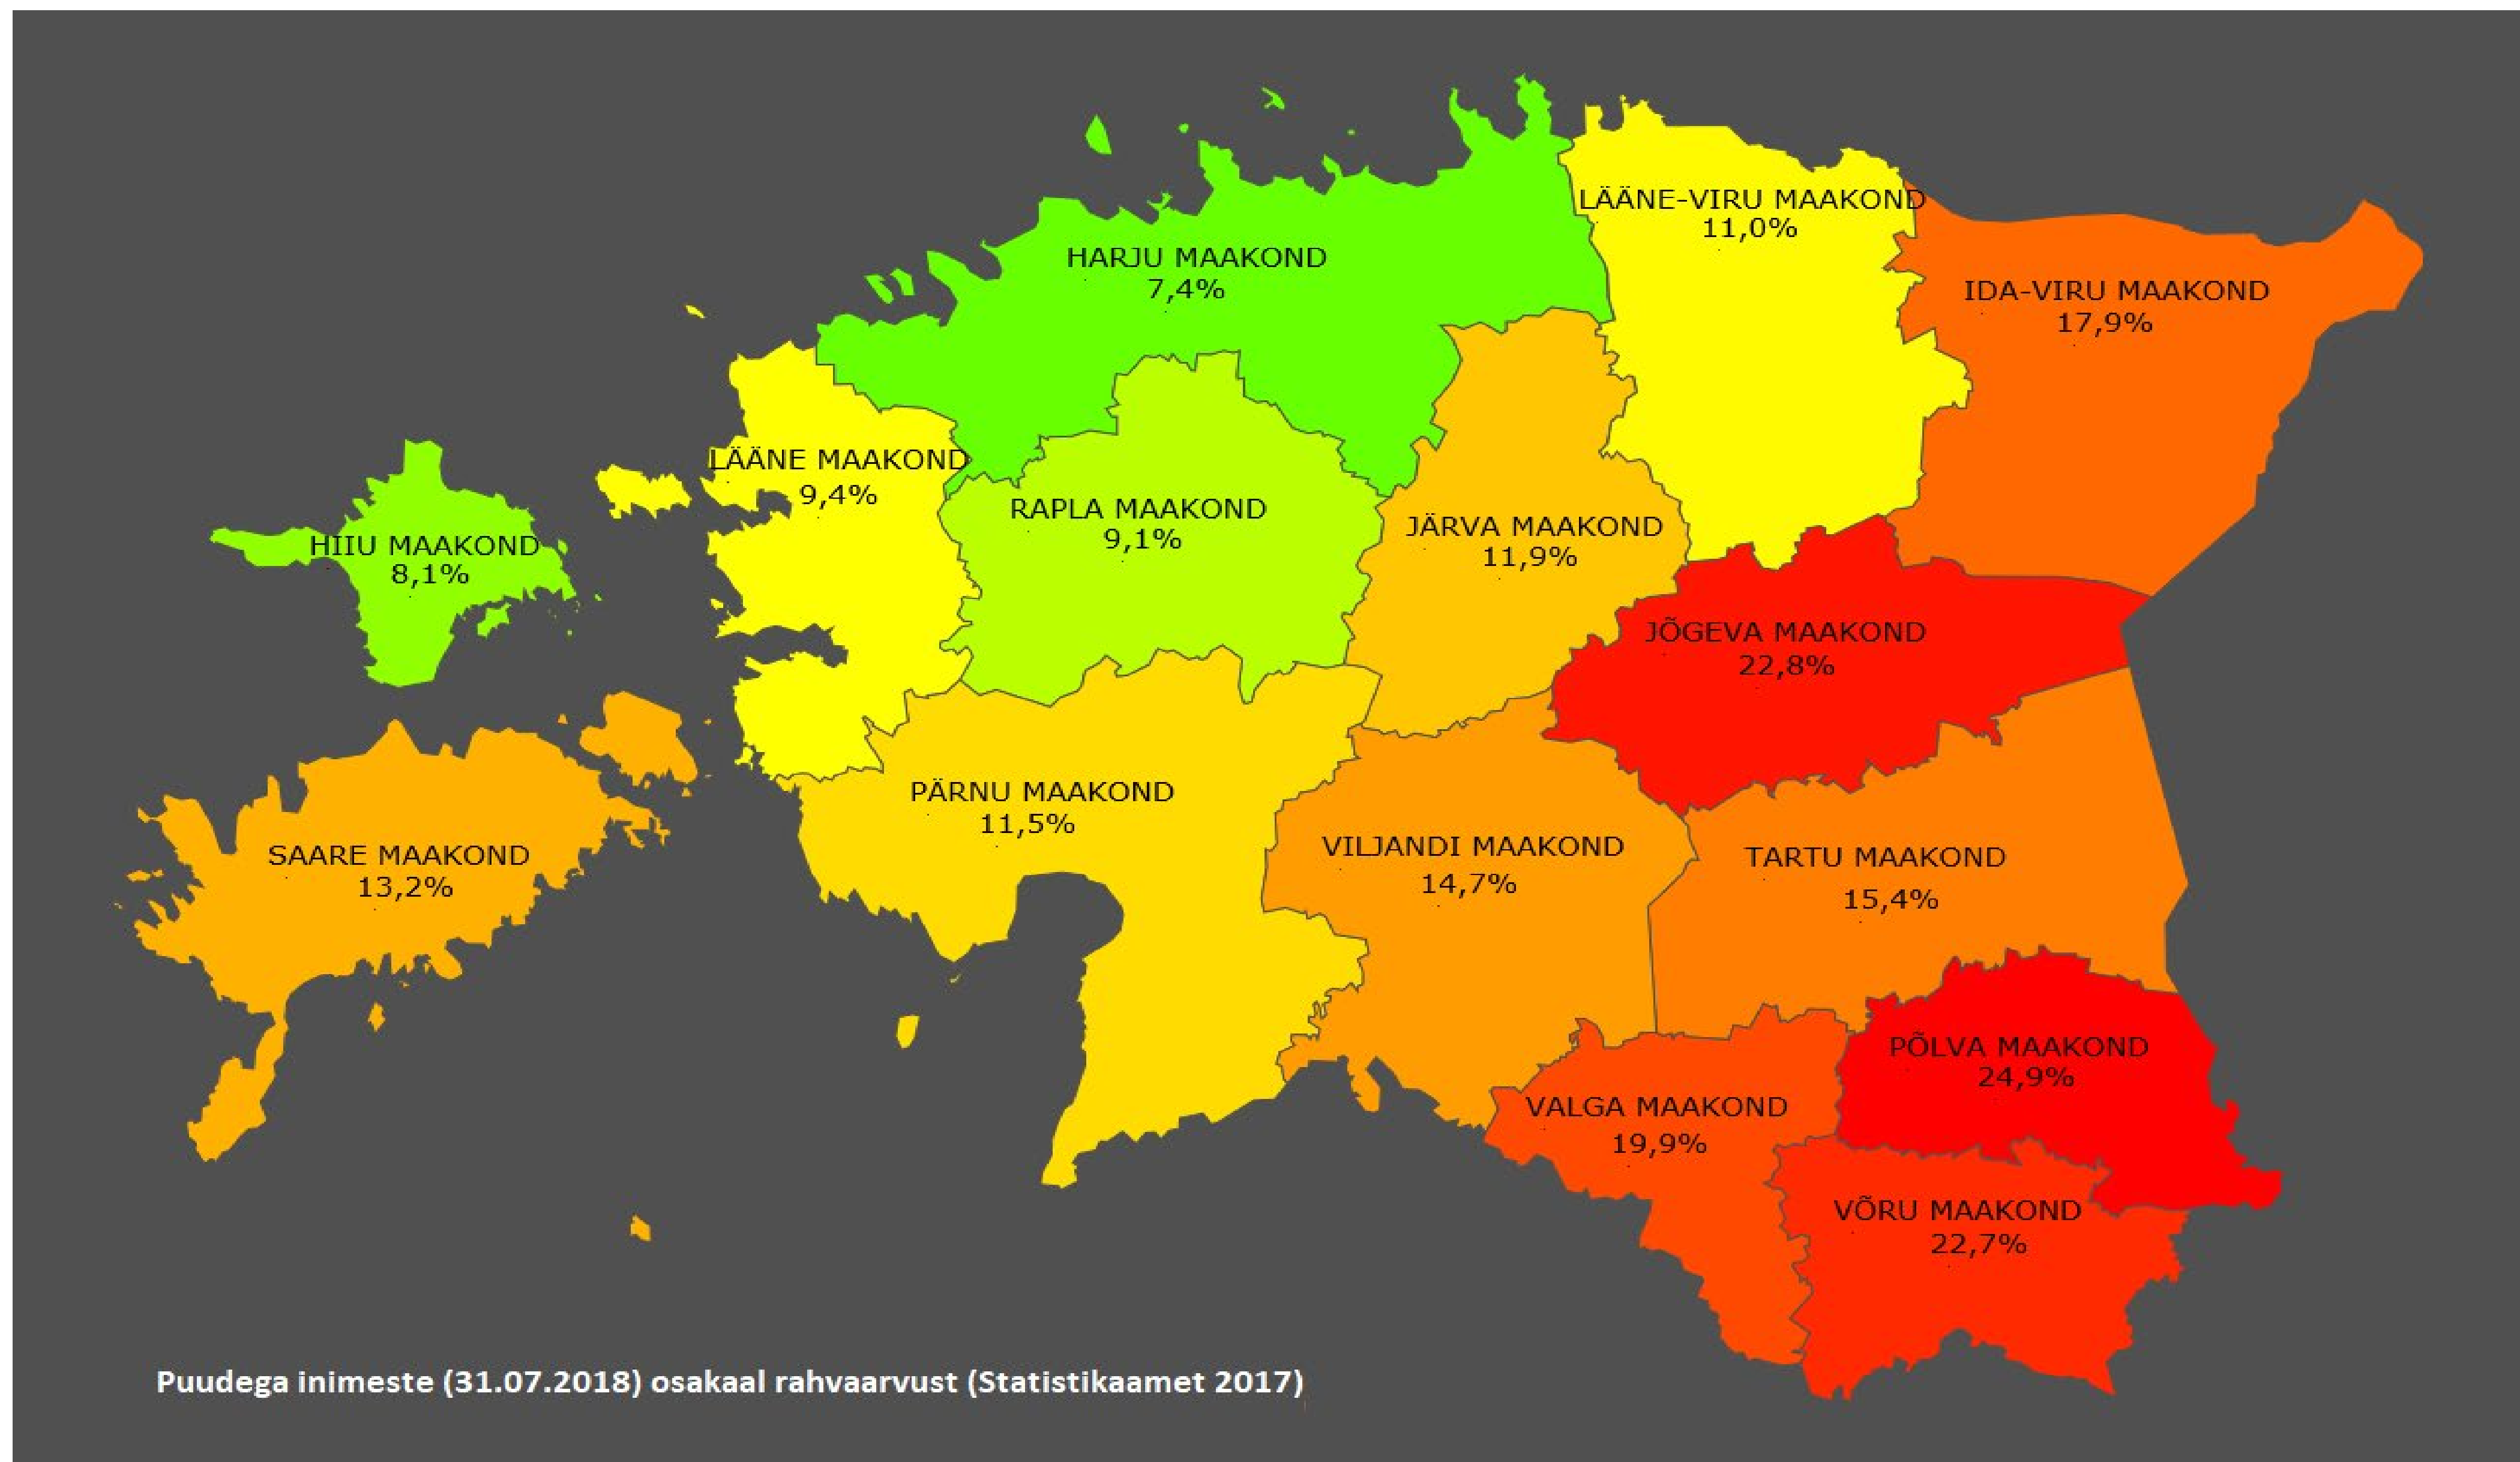 LÄÄNE-VIRU MAAKOND
11,0%
HARJU MAAKOND
7,4%
IDA-VIRU MAAKOND
17,9%
LÄÄNE MAAKOND
9,4%
RAPLA MAAKOND
9,1%
JÄRVA MAAKOND
11,9%
HIIU MAAKOND
8,1%
JÕGEVA MAAKOND
22,8%
PÄRNU MAAKOND
11,5%
SAARE MAAKOND
13,2%
VILJANDI MAAKOND
14,7%
TARTU MAAKOND
15,4%
PÕLVA MAAKOND
24,9%
VALGA MAAKOND
19,9%
VÕRU MAAKOND
22,7%
Puudega inimeste (31.07.2018) osakaal rahvaarvust (Statistikaamet 2017)